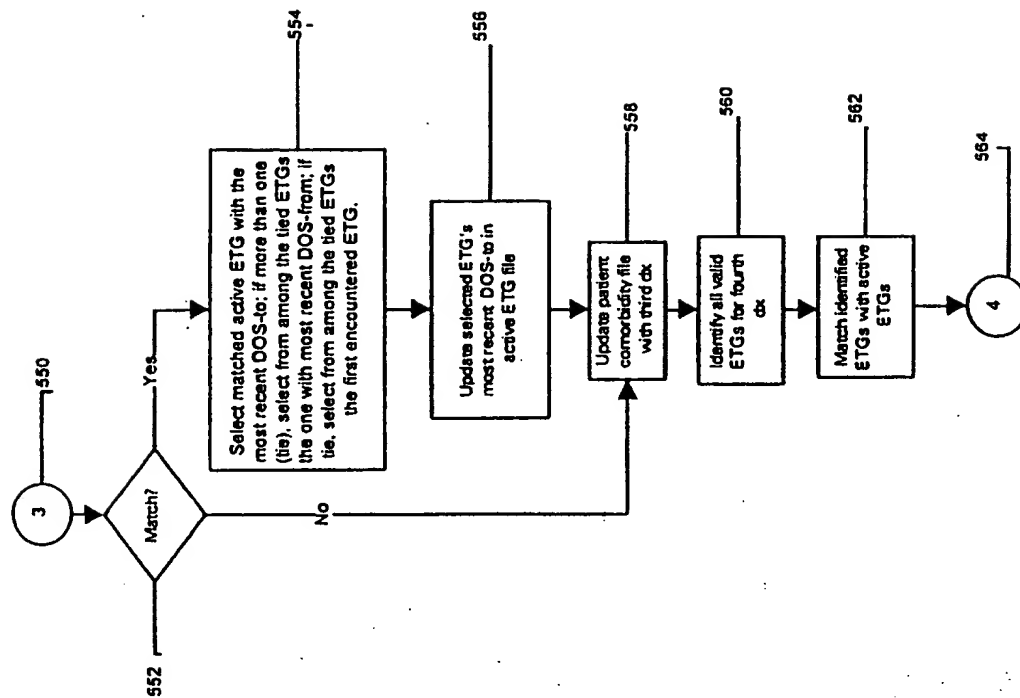 3
550
Match?
552
Yes
No
Select matched active ETG with the
most recent DOS-to; if more than one
(tie), select from among the tied ETGs
the one with most recent DOS-from; if
tie, select from among the tied ETGs
the first encountered ETG.
554
Update selected ETG's
most recent DOS-to in
active ETG file
556
Update patient
comorbidity file
with third dx
558
Identify all valid
ETGs for fourth
dx
560
Match identified
ETGs with active
ETGs
562
4
564